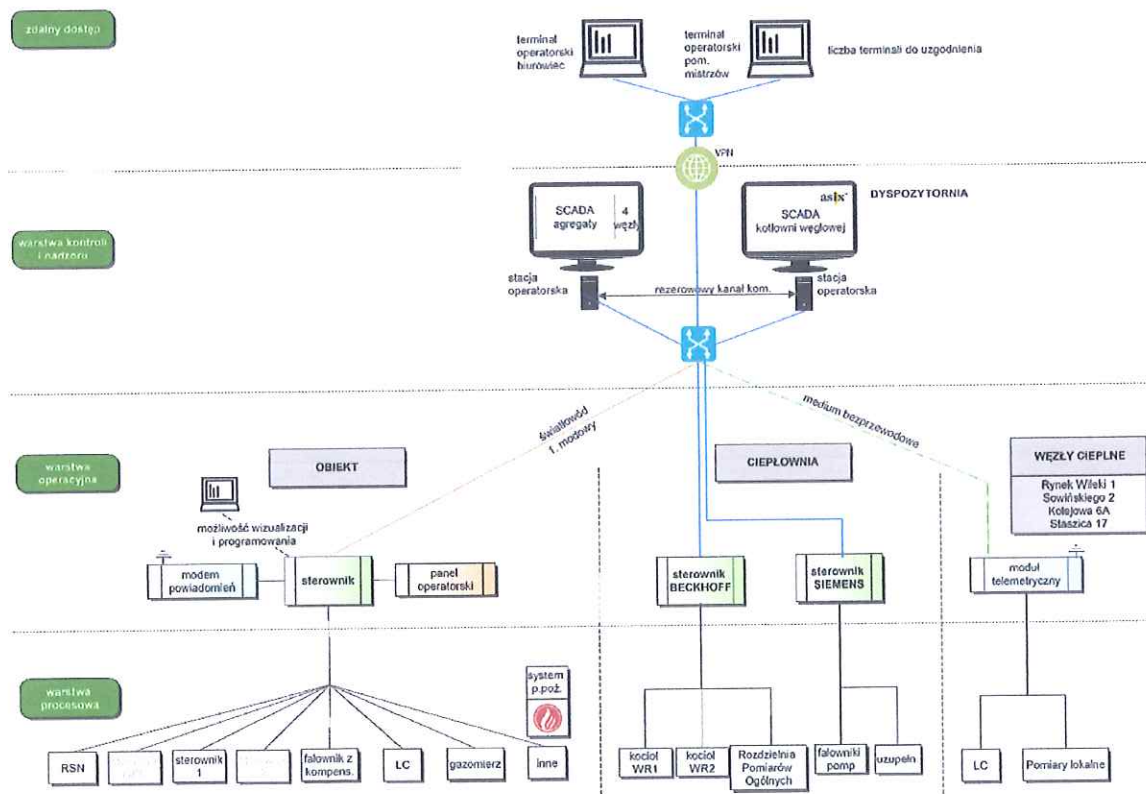 zdalny dostęp
terminal
operatorski
biurowiec
terminal
operatorski
pom.
mistrzów
liczba terminali do uzgodnienia
VPN
warstwa kontroli
i nadzoru
SCADA
agregaty
4
węzły
asix
SCADA
kotłowni węglowej
DYSPOZYTORNIA
stacja
operatorska
rezerowowy kanał kom.
stacja
operatorska
światłowód
1. modowy
medium bezprzewodowe
warstwa
operacyjna
OBIEKT
CIEPŁOWNIA
WĘZŁY CIEPLNE
Rynek Wileki 1
Sowińskiego 2
Kolejowa 6A
Staszica 17
możliwość wizualizacji
i programowania
modem
powiadomień
sterownik
panel
operatorski
sterownik
BECKHOFF
sterownik
SIEMENS
moduł
telemetryczny
warstwa
procesowa
system
p.poż.
RSN
sterownik
1
falownik z
kompens.
LC
gazomierz
inne
kocioł
WR1
kocioł
WR2
Rozdzielnia
Pomiarów
Ogólnych
falowniki
pomp
uzupełn
LC
Pomiary lokalne